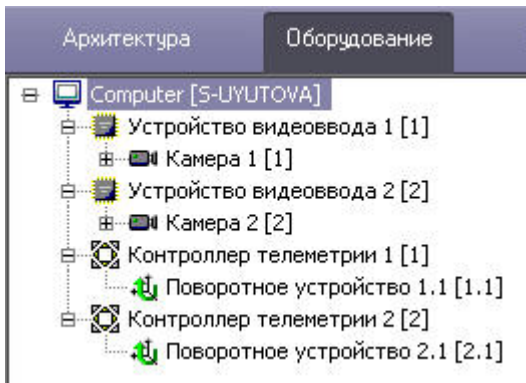 Архитектура Оборудование
Computer [S-UYUTOVA]
Устройство видеоввода 1 [1]
Камера 1 [1]
Устройство видеоввода 2 [2]
Камера 2 [2]
Контроллер телеметрии 1 [1]
Поворотное устройство 1.1 [1.1]
Контроллер телеметрии 2 [2]
Поворотное устройство 2.1 [2.1]